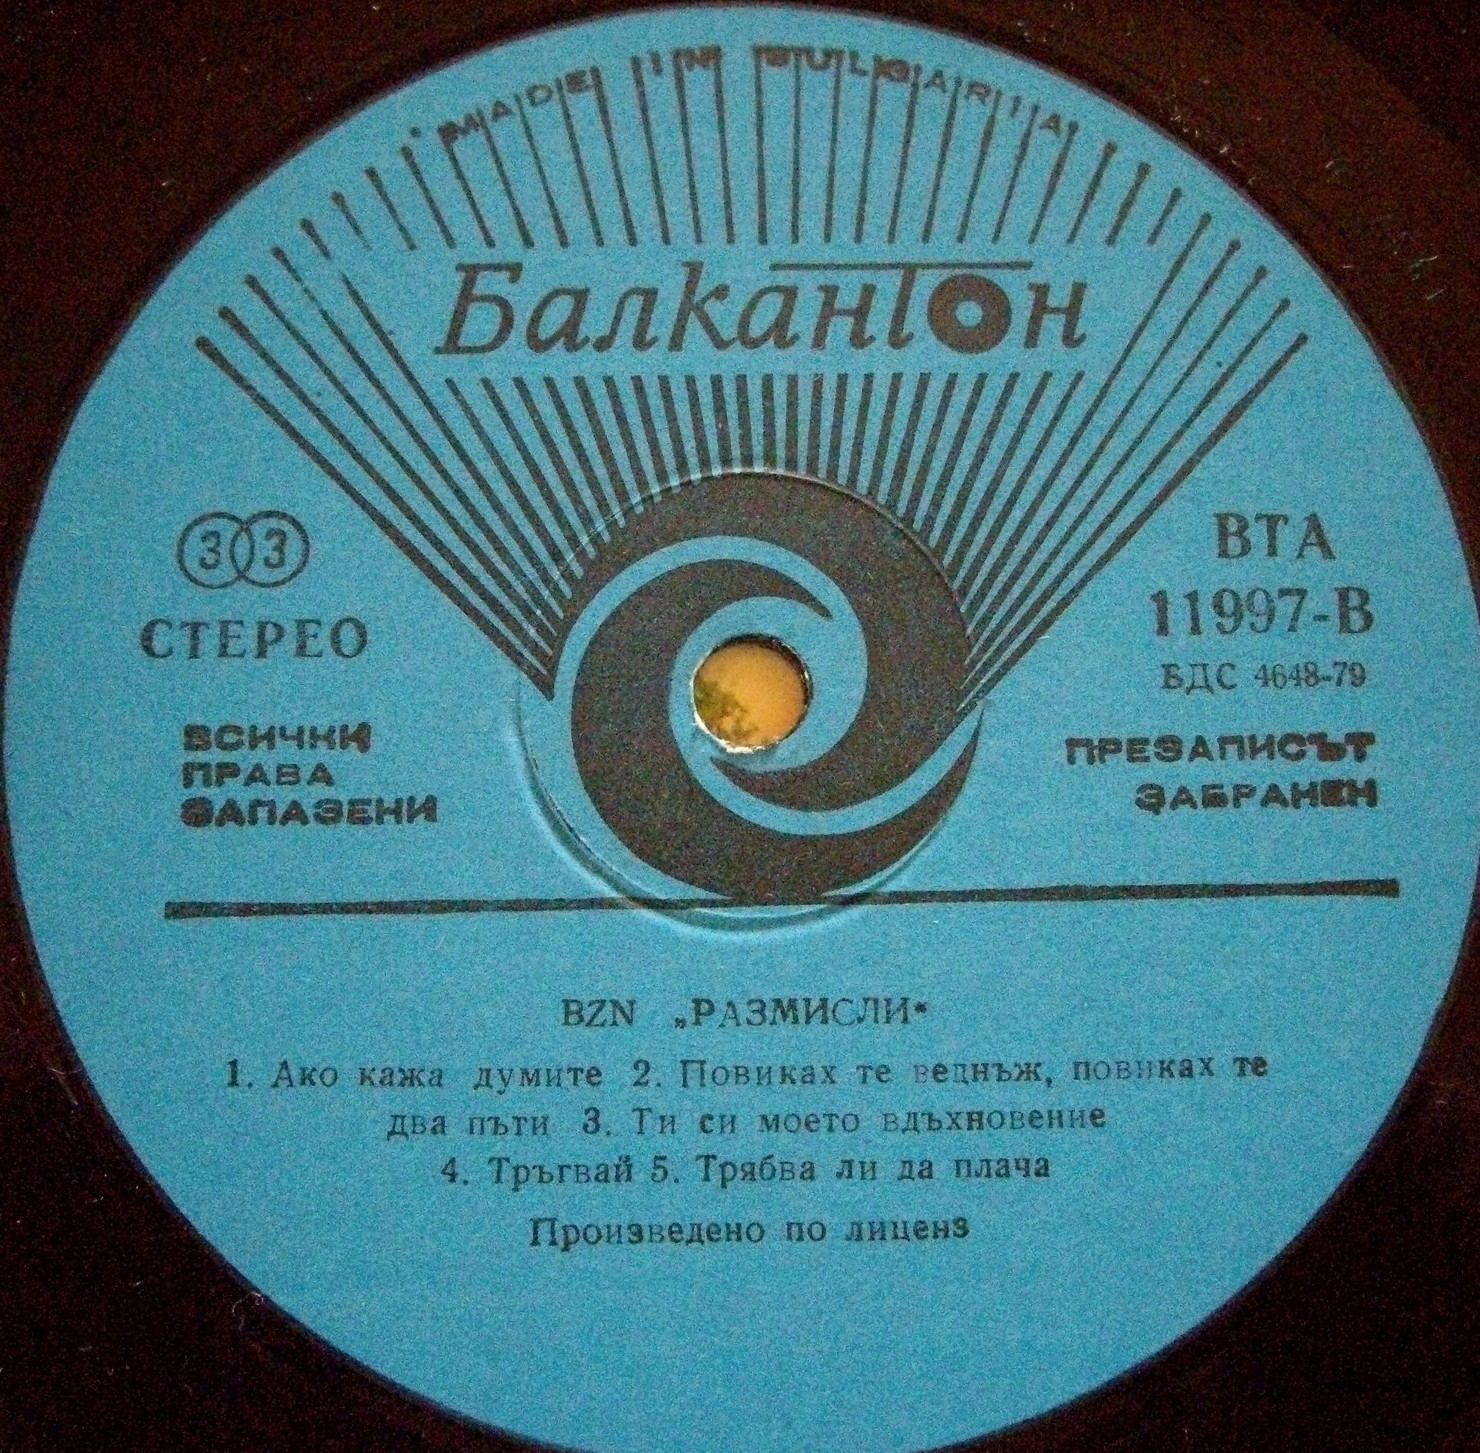 MADE IN BULGARIA
Балкантон
33
СТЕРЕО
ВСИЧКИ
ПРАВА
ЗАПАЗЕНИ
ВТА
11997-В
БДС 4648-79
ПРЕЗАПИСЪТ
ЗАБРАНЕН
BZN „РАЗМИСЛИ“
1. Ако кажа думите 2. Повиках те веднъж, повиках те
два пъти 3. Ти си моето вдъхновение
4. Тръгвай 5. Трябва ли да плача
Произведено по лиценз